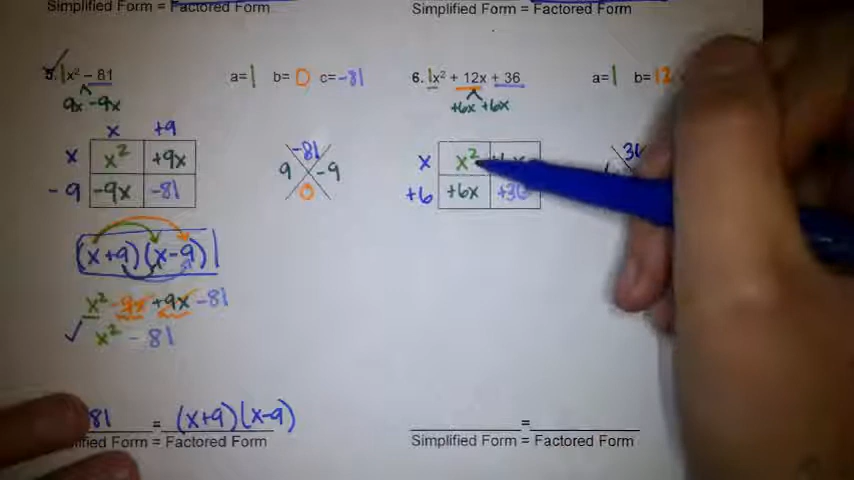 Simplified Form = Factored Form
5. 1x² - 81
a=1 b=0 c=-81
9x -9x
x +9
x x² +9x
-9 -9x -81
-81
9 -9
0
(x+9)(x-9)
x² -9x +9x -81
x² - 81
81 = (x+9)(x-9)
Form = Factored Form
Simplified Form = Factored Form
6. 1x² + 12x + 36
a=1 b=12
+6x +6x
x x²
+6 +6x
=
Simplified Form = Factored Form